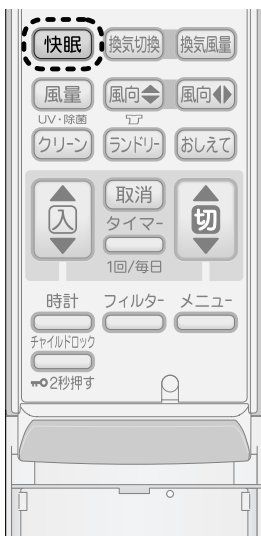 快眠 換気切換 換気風量
風量 風向 風向
UV・除菌
クリーン ランドリー おしえて
入 取消 切
タイマー
1回/毎日
時計 フィルター メニュー
チャイルドロック
2秒押す